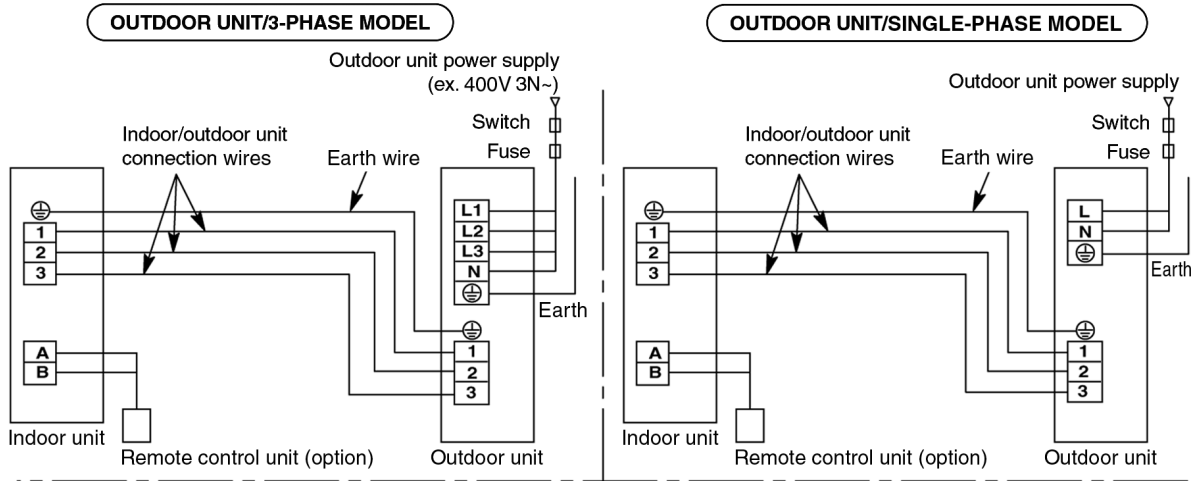 OUTDOOR UNIT/3-PHASE MODEL
Outdoor unit power supply
(ex. 400V 3N~)
Switch
Fuse
Indoor/outdoor unit
connection wires
Earth wire
1
2
3
A
B
L1
L2
L3
N
Earth
1
2
3
Indoor unit
Remote control unit (option)
Outdoor unit
OUTDOOR UNIT/SINGLE-PHASE MODEL
Outdoor unit power supply
Switch
Fuse
Indoor/outdoor unit
connection wires
Earth wire
1
2
3
A
B
L
N
Earth
1
2
3
Indoor unit
Remote control unit (option)
Outdoor unit